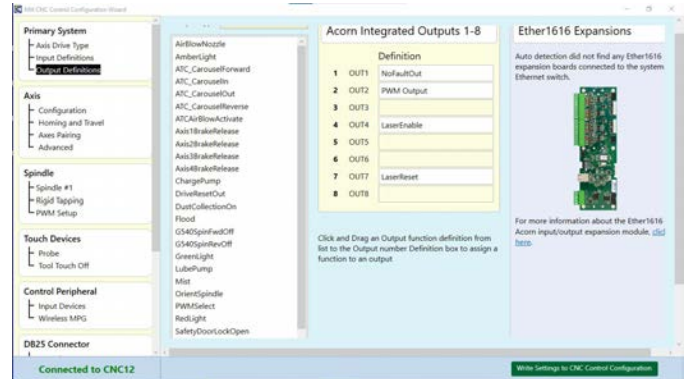 Mill CNC Control Configuration Wizard
Primary System
Axis Drive Type
Input Definitions
Output Definitions
Axis
Configuration
Homing and Travel
Axes Pairing
Advanced
Spindle
Spindle #1
Rigid Tapping
PWM Setup
Touch Devices
Probe
Tool Touch Off
Control Peripheral
Input Devices
Wireless MPG
DB25 Connector
Connected to CNC12
AirBlowNozzle
AmberLight
ATC_CarouselForward
ATC_CarouselIn
ATC_CarouselOut
ATC_CarouselReverse
ATCAirBlowActivate
Axis1BrakeRelease
Axis2BrakeRelease
Axis3BrakeRelease
Axis4BrakeRelease
ChargePump
DriveResetOut
DustCollectionOn
Flood
G540SpinFwdOff
G540SpinRevOff
GreenLight
LubePump
Mist
OrientSpindle
PWMSelect
RedLight
SafetyDoorLockOpen
Acorn Integrated Outputs 1-8
Definition
1 OUT1 NoFaultOut
2 OUT2 PWM Output
3 OUT3
4 OUT4 LaserEnable
5 OUT5
6 OUT6
7 OUT7 LaserReset
8 OUT8
Click and Drag an Output function definition from
list to the Output number Definition box to assign a
function to an output
Ether1616 Expansions
Auto detection did not find any Ether1616
expansion boards connected to the system
Ethernet switch.
For more information about the Ether1616
Acorn input/output expansion module, clid
here.
Write Settings to CNC Control Configuration